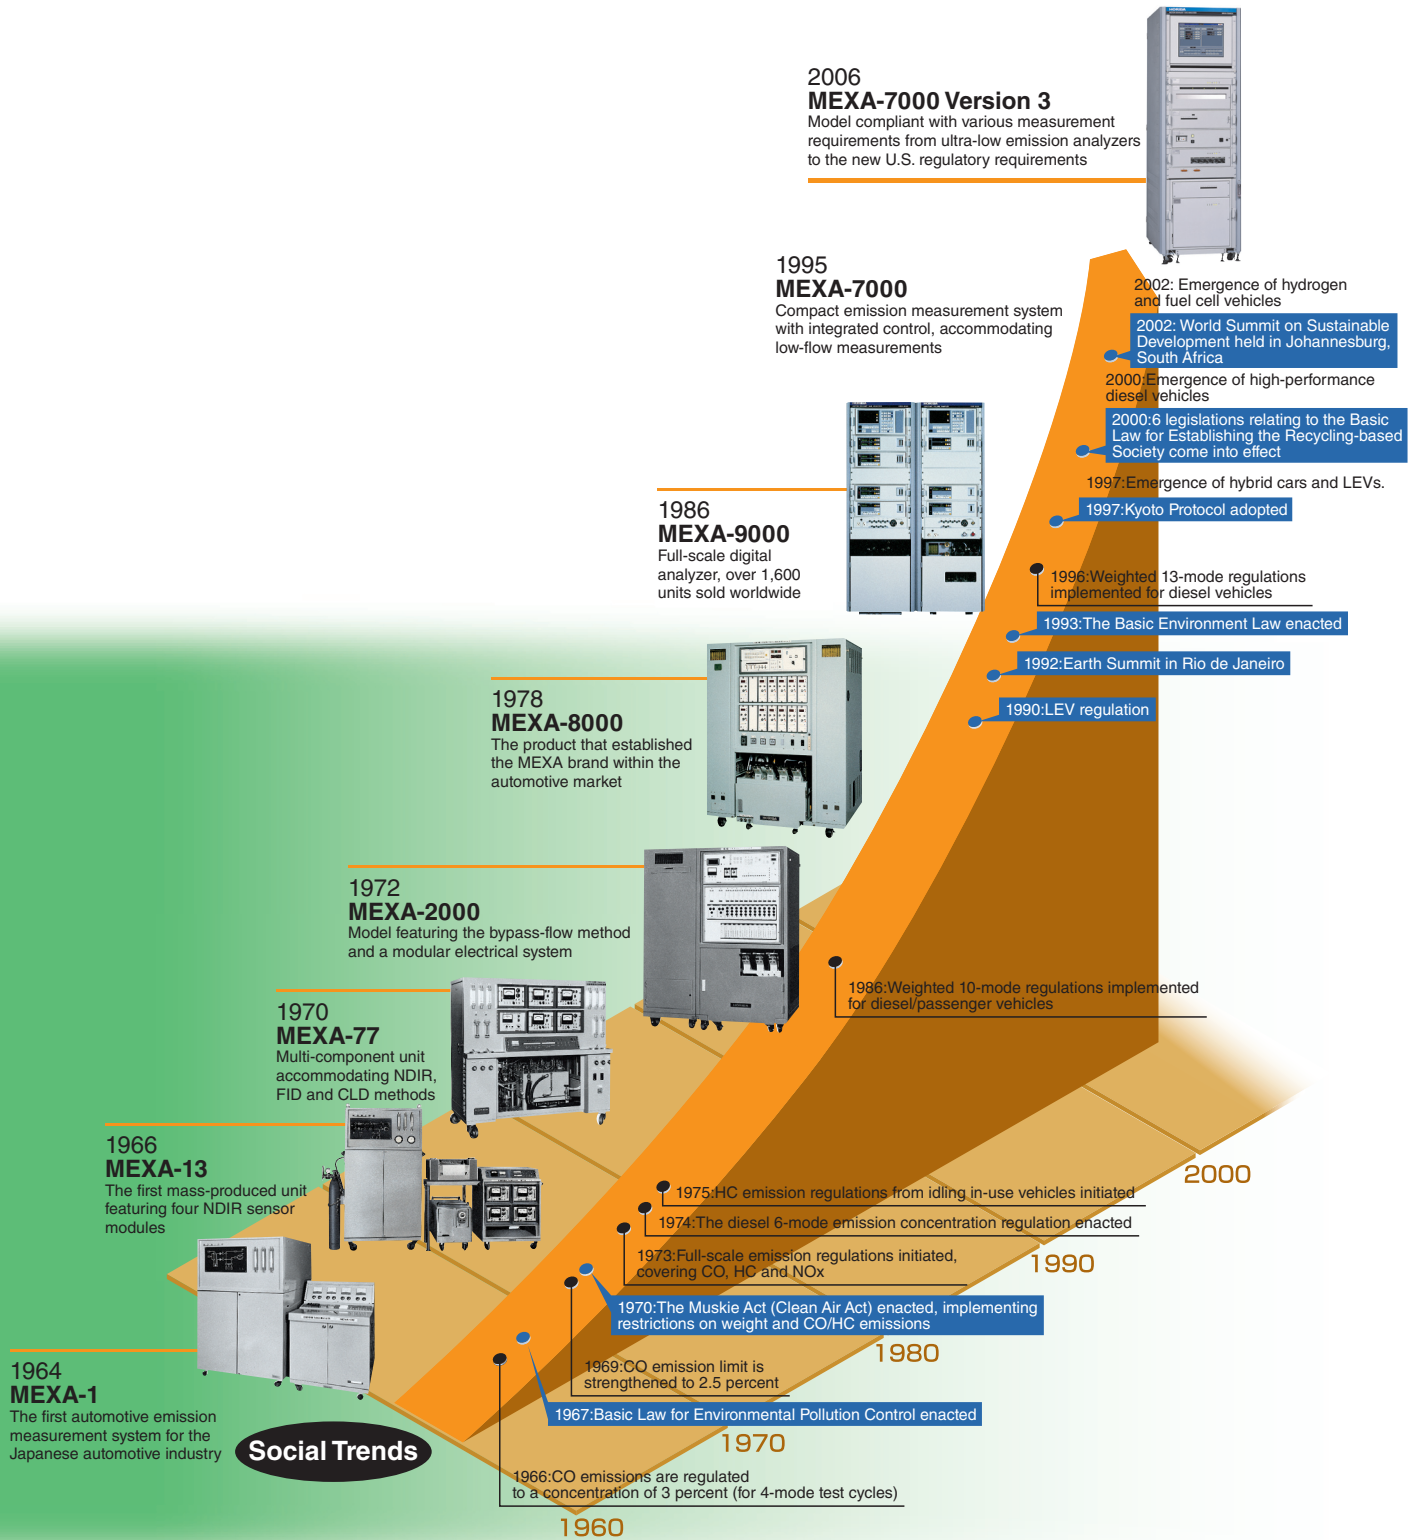 2006
MEXA-7000 Version 3
Model compliant with various measurement
requirements from ultra-low emission analyzers
to the new U.S. regulatory requirements
1995
MEXA-7000
Compact emission measurement system
with integrated control, accommodating
low-flow measurements
2002: Emergence of hydrogen
and fuel cell vehicles
2002: World Summit on Sustainable
Development held in Johannesburg,
South Africa
2000:Emergence of high-performance
diesel vehicles
2000:6 legislations relating to the Basic
Law for Establishing the Recycling-based
Society come into effect
1997:Emergence of hybrid cars and LEVs.
1997:Kyoto Protocol adopted
1986
MEXA-9000
Full-scale digital
analyzer, over 1,600
units sold worldwide
1996:Weighted 13-mode regulations
implemented for diesel vehicles
1993:The Basic Environment Law enacted
1992:Earth Summit in Rio de Janeiro
1990:LEV regulation
1978
MEXA-8000
The product that established
the MEXA brand within the
automotive market
1972
MEXA-2000
Model featuring the bypass-flow method
and a modular electrical system
1986:Weighted 10-mode regulations implemented
for diesel/passenger vehicles
1970
MEXA-77
Multi-component unit
accommodating NDIR,
FID and CLD methods
1966
MEXA-13
The first mass-produced unit
featuring four NDIR sensor
modules
2000
1975:HC emission regulations from idling in-use vehicles initiated
1974:The diesel 6-mode emission concentration regulation enacted
1973:Full-scale emission regulations initiated,
covering CO, HC and NOx
1990
1970:The Muskie Act (Clean Air Act) enacted, implementing
restrictions on weight and CO/HC emissions
1980
1964
MEXA-1
The first automotive emission
measurement system for the
Japanese automotive industry
1969:CO emission limit is
strengthened to 2.5 percent
1967:Basic Law for Environmental Pollution Control enacted
1970
Social Trends
1966:CO emissions are regulated
to a concentration of 3 percent (for 4-mode test cycles)
1960